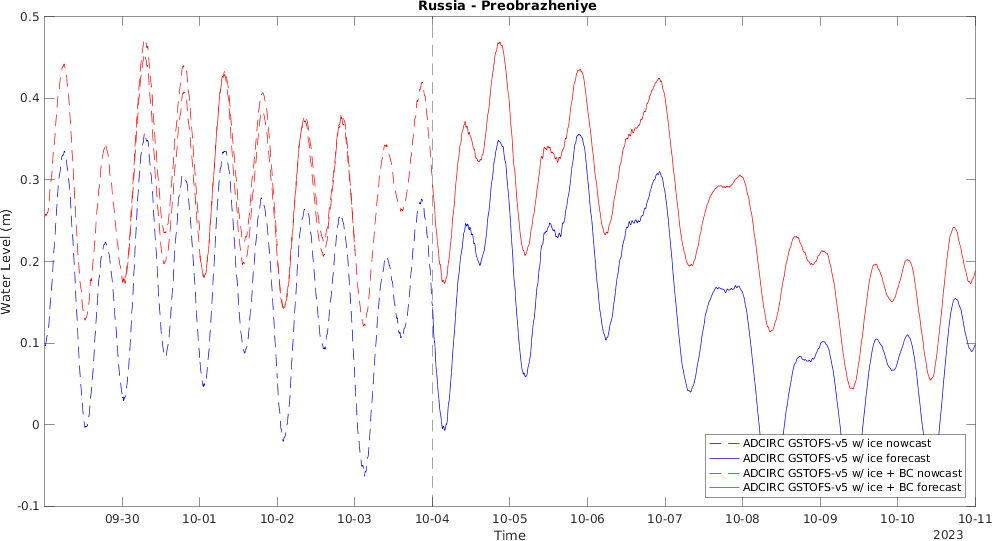 Russia - Preobrazheniye
0.5
0.4
0.3
0.2
0.1
0
-0.1
Water Level (m)
ADCIRC GSTOFS-v5 w/ ice nowcast
ADCIRC GSTOFS-v5 w/ ice forecast
ADCIRC GSTOFS-v5 w/ ice + BC nowcast
ADCIRC GSTOFS-v5 w/ ice + BC forecast
09-30 10-01 10-02 10-03 10-04 10-05 10-06 10-07 10-08 10-09 10-10 10-11
Time
2023